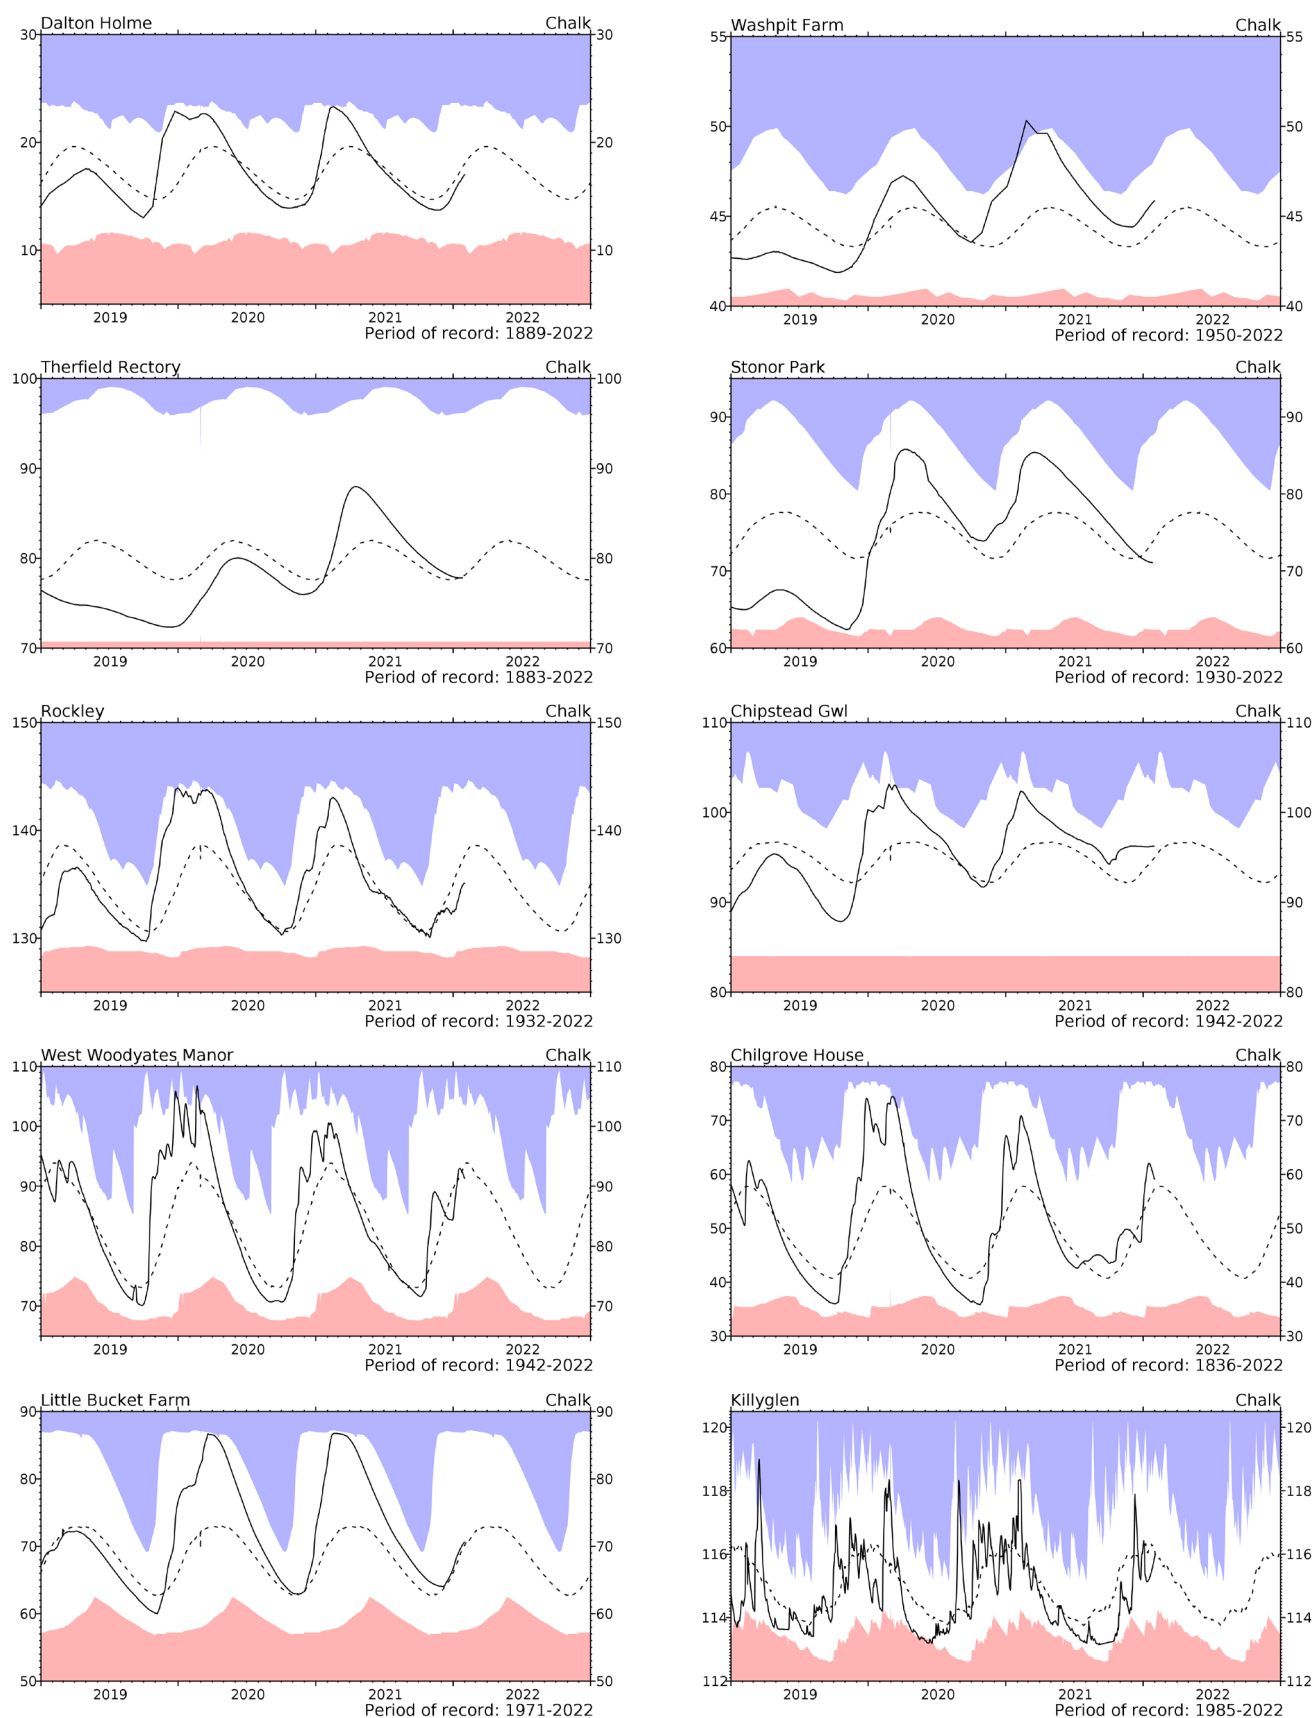 Dalton Holme Chalk
30 30
20 20
10 10
2019 2020 2021 2022
Period of record: 1889-2022
Washpit Farm Chalk
55 55
50 50
45 45
40 40
2019 2020 2021 2022
Period of record: 1950-2022
Therfield Rectory Chalk
100 100
90 90
80 80
70 70
2019 2020 2021 2022
Period of record: 1883-2022
Stonor Park Chalk
90 90
80 80
70 70
60 60
2019 2020 2021 2022
Period of record: 1930-2022
Rockley Chalk
150 150
140 140
130 130
2019 2020 2021 2022
Period of record: 1932-2022
Chipstead Gwl Chalk
110 110
100 100
90 90
80 80
2019 2020 2021 2022
Period of record: 1942-2022
West Woodyates Manor Chalk
110 110
100 100
90 90
80 80
70 70
2019 2020 2021 2022
Period of record: 1942-2022
Chilgrove House Chalk
80 80
70 70
60 60
50 50
40 40
30 30
2019 2020 2021 2022
Period of record: 1836-2022
Little Bucket Farm Chalk
90 90
80 80
70 70
60 60
50 50
2019 2020 2021 2022
Period of record: 1971-2022
Killyglen Chalk
120 120
118 118
116 116
114 114
112 112
2019 2020 2021 2022
Period of record: 1985-2022